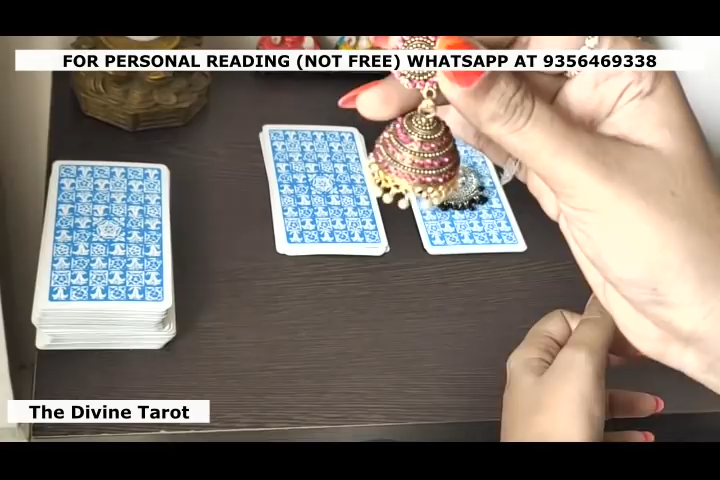 FOR PERSONAL READING (NOT FREE) WHATSAPP AT 9356469338
The Divine Tarot